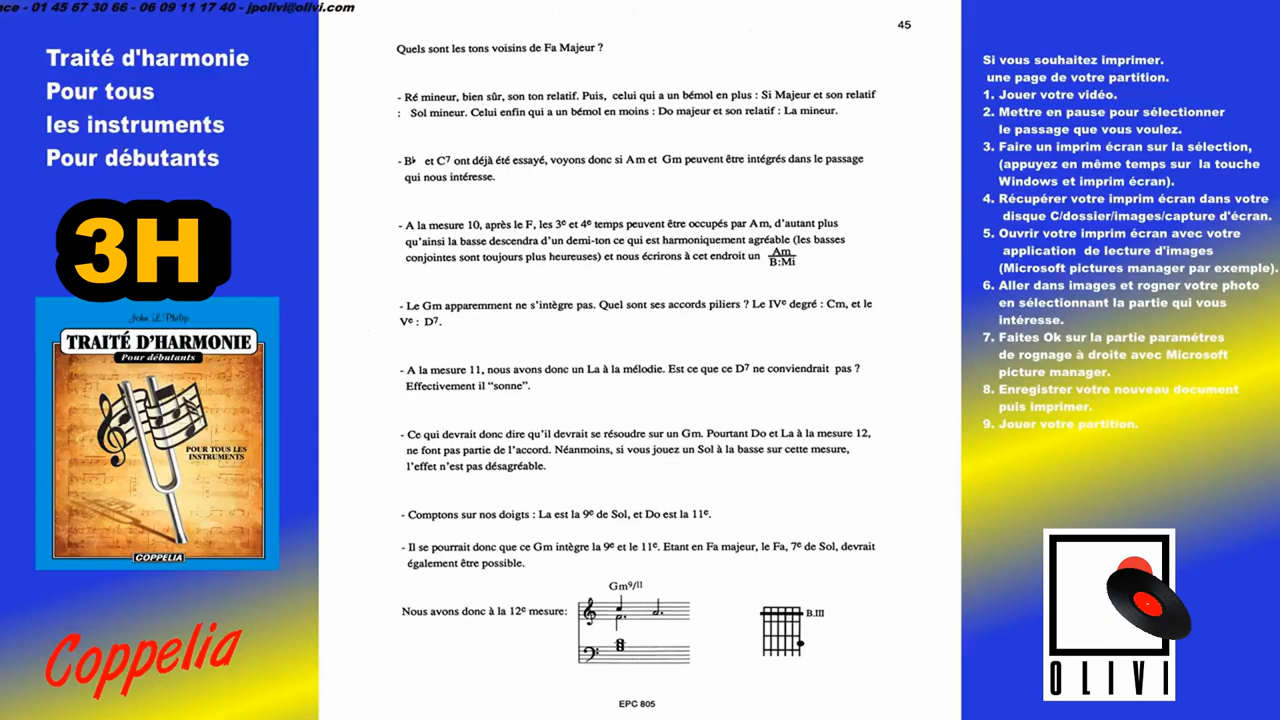 nce - 01 45 67 30 66 - 06 09 11 17 40 - jpolivi@olivi.com
Traité d'harmonie
Pour tous
les instruments
Pour débutants
3H
John L. Philip
TRAITÉ D'HARMONIE
Pour débutants
POUR TOUS LES
INSTRUMENTS
COPPELIA
Coppelia
45
Quels sont les tons voisins de Fa Majeur ?
- Ré mineur, bien sûr, son ton relatif. Puis, celui qui a un bémol en plus : Si Majeur et son relatif
: Sol mineur. Celui enfin qui a un bémol en moins : Do majeur et son relatif : La mineur.
- B♭ et C7 ont déjà été essayé, voyons donc si Am et Gm peuvent être intégrés dans le passage
qui nous intéresse.
- A la mesure 10, après le F, les 3e et 4e temps peuvent être occupés par Am, d'autant plus
qu'ainsi la basse descendra d'un demi-ton ce qui est harmoniquement agréable (les basses
conjointes sont toujours plus heureuses) et nous écrirons à cet endroit un Am
B:Mi
- Le Gm apparemment ne s'intègre pas. Quel sont ses accords piliers ? Le IVe degré : Cm, et le
Ve : D7.
- A la mesure 11, nous avons donc un La à la mélodie. Est ce que ce D7 ne conviendrait pas ?
Effectivement il "sonne".
- Ce qui devrait donc dire qu'il devrait se résoudre sur un Gm. Pourtant Do et La à la mesure 12,
ne font pas partie de l'accord. Néanmoins, si vous jouez un Sol à la basse sur cette mesure,
l'effet n'est pas désagréable.
- Comptons sur nos doigts : La est la 9e de Sol, et Do est la 11e.
- Il se pourrait donc que ce Gm intègre la 9e et le 11e. Etant en Fa majeur, le Fa, 7e de Sol, devrait
également être possible.
Gm9/11
Nous avons donc à la 12e mesure:
B.III
EPC 805
Si vous souhaitez imprimer.
une page de votre partition.
1. Jouer votre vidéo.
2. Mettre en pause pour sélectionner
le passage que vous voulez.
3. Faire un imprim écran sur la sélection,
(appuyez en même temps sur la touche
Windows et imprim écran).
4. Récupérer votre imprim écran dans votre
disque C/dossier/images/capture d'écran.
5. Ouvrir votre imprim écran avec votre
application de lecture d'images
(Microsoft pictures manager par exemple).
6. Aller dans images et rogner votre photo
en sélectionnant la partie qui vous
intéresse.
7. Faites Ok sur la partie paramétres
de rognage à droite avec Microsoft
picture manager.
8. Enregistrer votre nouveau document
puis imprimer.
9. Jouer votre partition.
OLIVI